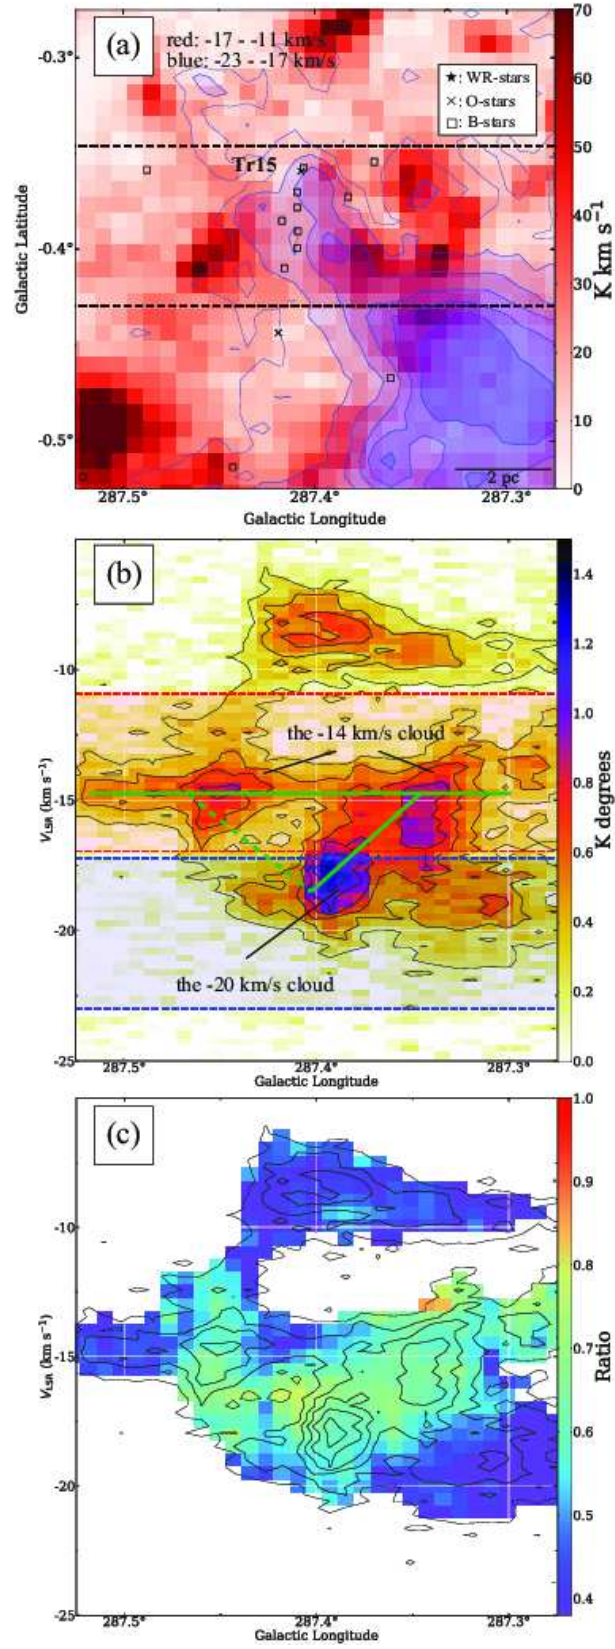 (a)
red: -17 - -11 km/s
blue: -23 - -17 km/s
★: WR-stars
×: O-stars
□: B-stars
Tr15
-0.3°
-0.4°
-0.5°
Galactic Latitude
2 pc
287.5°
287.4°
287.3°
Galactic Longitude
70
60
50
40
30
20
10
0
K km s⁻¹
(b)
the -14 km/s cloud
the -20 km/s cloud
-10
-15
-20
-25
V_LSR (km s⁻¹)
287.5°
287.4°
287.3°
Galactic Longitude
1.4
1.2
1.0
0.8
0.6
0.4
0.2
0.0
K degrees
(c)
-10
-15
-20
-25
V_LSR (km s⁻¹)
287.5°
287.4°
287.3°
Galactic Longitude
1.0
0.9
0.8
0.7
0.6
0.5
0.4
Ratio